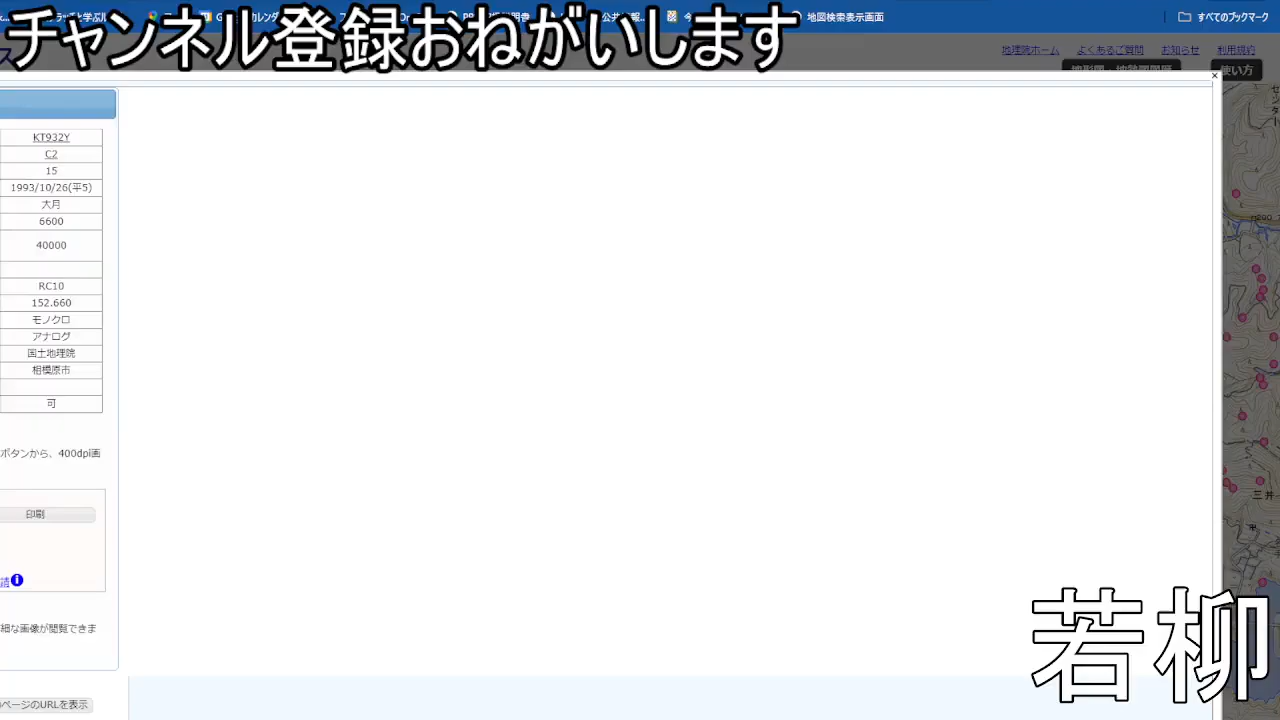 チャンネル登録おねがいします
地図検索表示画面
すべてのブックマーク
地理院ホーム
よくあるご質問
お知らせ
利用規約
使い方
KT932Y
C2
15
1993/10/26(平5)
大月
6600
40000
RC10
152.660
モノクロ
アナログ
国土地理院
相模原市
可
ボタンから、400dpi画
印刷
請
細な画像が閲覧できま
ページのURLを表示
三井
若柳